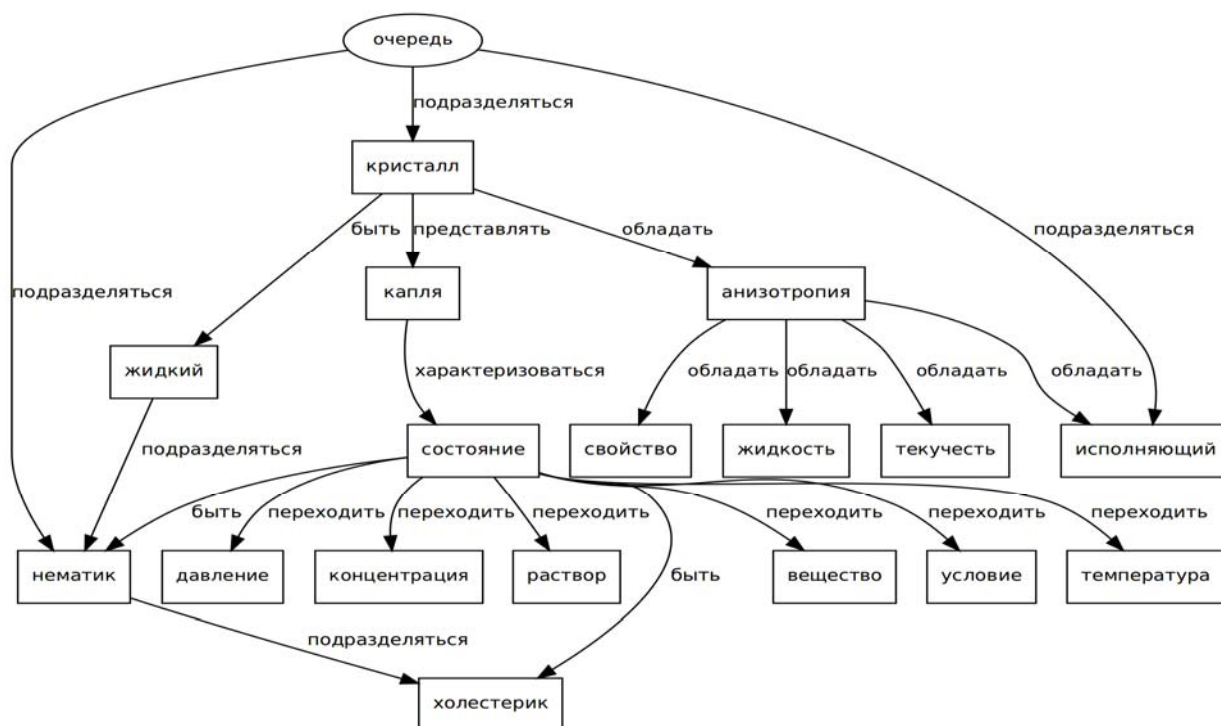 очередь
подразделяться
кристалл
быть
представлять
обладать
подразделяться
подразделяться
капля
анизотропия
жидкий
характеризоваться
обладать
обладать
обладать
обладать
подразделяться
состояние
свойство
жидкость
текучесть
исполняющий
быть
переходить
переходить
переходить
переходить
переходить
переходить
нематик
давление
концентрация
раствор
быть
вещество
условие
температура
подразделяться
холестерик